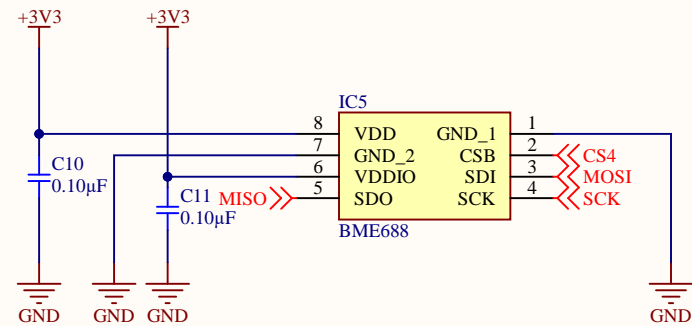 +3V3 +3V3
IC5
8 VDD GND_1 1
7 GND_2 CSB 2 CS4
C10 6 VDDIO SDI 3 MOSI
0.10µF C11 MISO 5 SDO SCK 4 SCK
0.10µF
BME688
GND GND GND GND